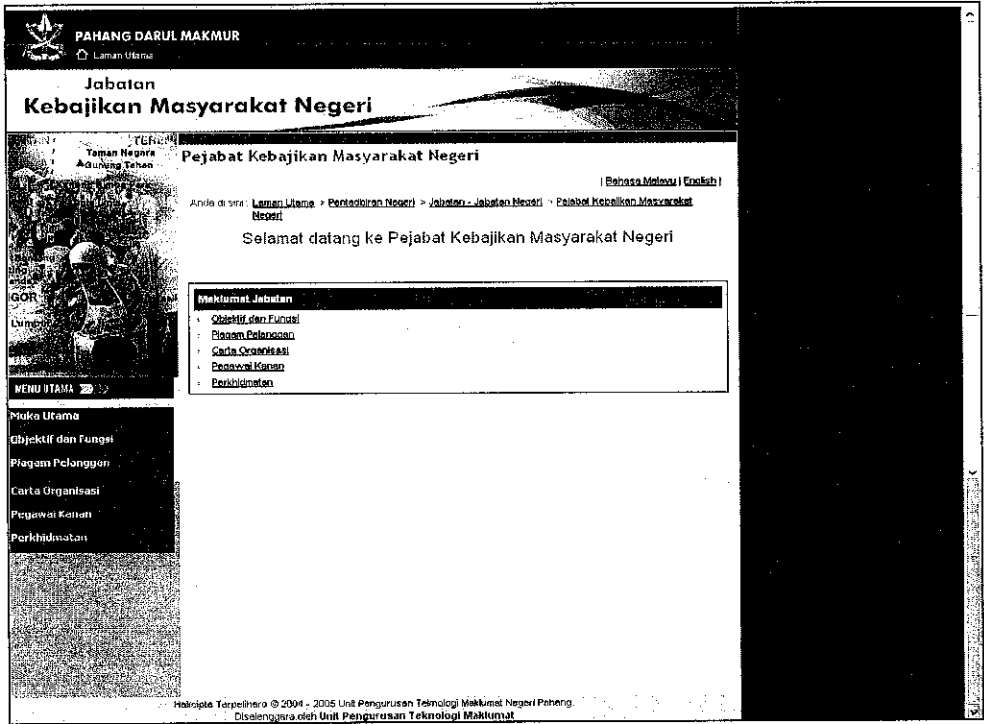 PAHANG DARUL MAKMUR
Laman Utama
Jabatan
Kebajikan Masyarakat Negeri
Taman Negara
Gunung Tahan
GOR
Pejabat Kebajikan Masyarakat Negeri
| Bahasa Melayu | English |
Anda di sini : Laman Utama > Pentadbiran Negeri > Jabatan - Jabatan Negeri > Pejabat Kebajikan Masyarakat
Negeri
Selamat datang ke Pejabat Kebajikan Masyarakat Negeri
Maklumat Jabatan
Objektif dan Fungsi
Piagam Pelanggan
Carta Organisasi
Pegawai Kanan
Perkhidmatan
MENU UTAMA
Muka Utama
Objektif dan Fungsi
Piagam Pelanggan
Carta Organisasi
Pegawai Kanan
Perkhidmatan
Hakcipta Terpelihara © 2004 - 2005 Unit Pengurusan Teknologi Maklumat Negeri Pahang.
Diselenggara oleh Unit Pengurusan Teknologi Maklumat